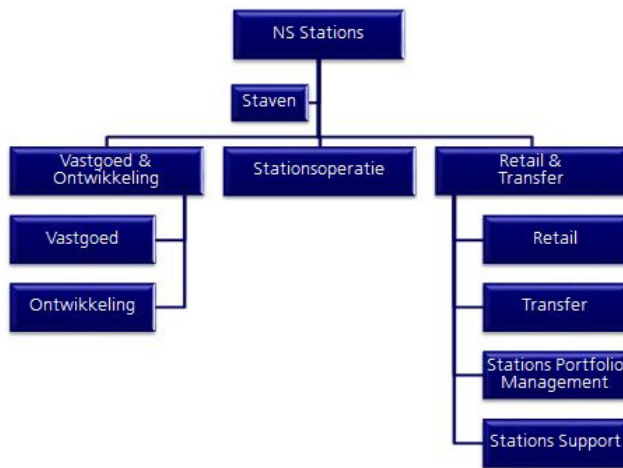 NS Stations
Staven
Vastgoed &
Ontwikkeling
Stationsoperatie
Retail &
Transfer
Vastgoed
Retail
Ontwikkeling
Transfer
Stations Portfolio
Management
Stations Support